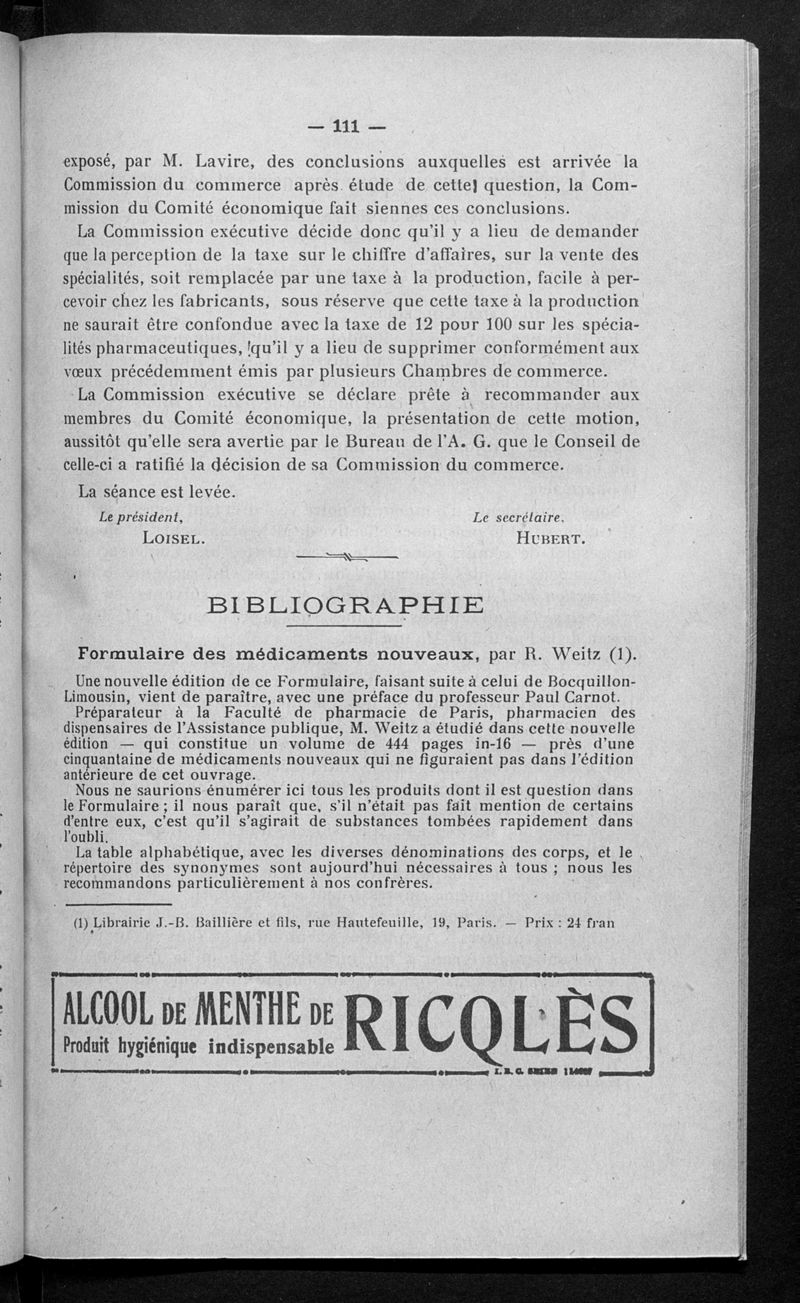 — 111 —
exposé, par M. Lavire, des conclusions auxquelles est arrivée la
Commission du commerce après étude de cette] question, la Com-
mission du Comité économique fait siennes ces conclusions.
La Commission exécutive décide donc qu'il y a lieu de demander
que la perception de la taxe sur le chiffre d'affaires, sur la vente des
spécialités, soit remplacée par une taxe à la production, facile à per-
cevoir chez les fabricants, sous réserve que cette taxe à la production
ne saurait être confondue avec la taxe de 12 pour 100 sur les spécia-
lités pharmaceutiques, qu'il y a lieu de supprimer conformément aux
vœux précédemment émis par plusieurs Chambres de commerce.
La Commission exécutive se déclare prête à recommander aux
membres du Comité économique, la présentation de cette motion,
aussitôt qu'elle sera avertie par le Bureau de l'A. G. que le Conseil de
celle-ci a ratifié la décision de sa Commission du commerce.
La séance est levée.
Le président, Le secrétaire,
LOISEL. HUBERT.
BIBLIOGRAPHIE
Formulaire des médicaments nouveaux, par R. Weitz (1).
Une nouvelle édition de ce Formulaire, faisant suite à celui de Bocquillon-
Limousin, vient de paraître, avec une préface du professeur Paul Carnot.
Préparateur à la Faculté de pharmacie de Paris, pharmacien des
dispensaires de l'Assistance publique, M. Weitz a étudié dans cette nouvelle
édition — qui constitue un volume de 444 pages in-16 — près d'une
cinquantaine de médicaments nouveaux qui ne figuraient pas dans l'édition
antérieure de cet ouvrage.
Nous ne saurions énumérer ici tous les produits dont il est question dans
le Formulaire ; il nous paraît que, s'il n'était pas fait mention de certains
d'entre eux, c'est qu'il s'agirait de substances tombées rapidement dans
l'oubli.
La table alphabétique, avec les diverses dénominations des corps, et le
répertoire des synonymes sont aujourd'hui nécessaires à tous ; nous les
recommandons particulièrement à nos confrères.
(1) Librairie J.-B. Baillière et fils, rue Hautefeuille, 19, Paris. — Prix : 24 fran
ALCOOL DE MENTHE DE RICQLÈS
Produit hygiénique indispensable